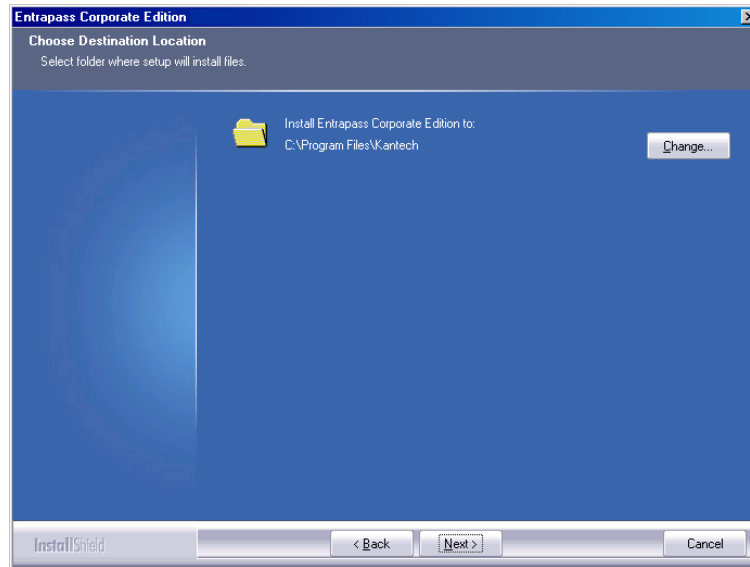 Entrapass Corporate Edition
Choose Destination Location
Select folder where setup will install files.
Install Entrapass Corporate Edition to:
C:\Program Files\Kantech
Change...
InstallShield
< Back
Next >
Cancel